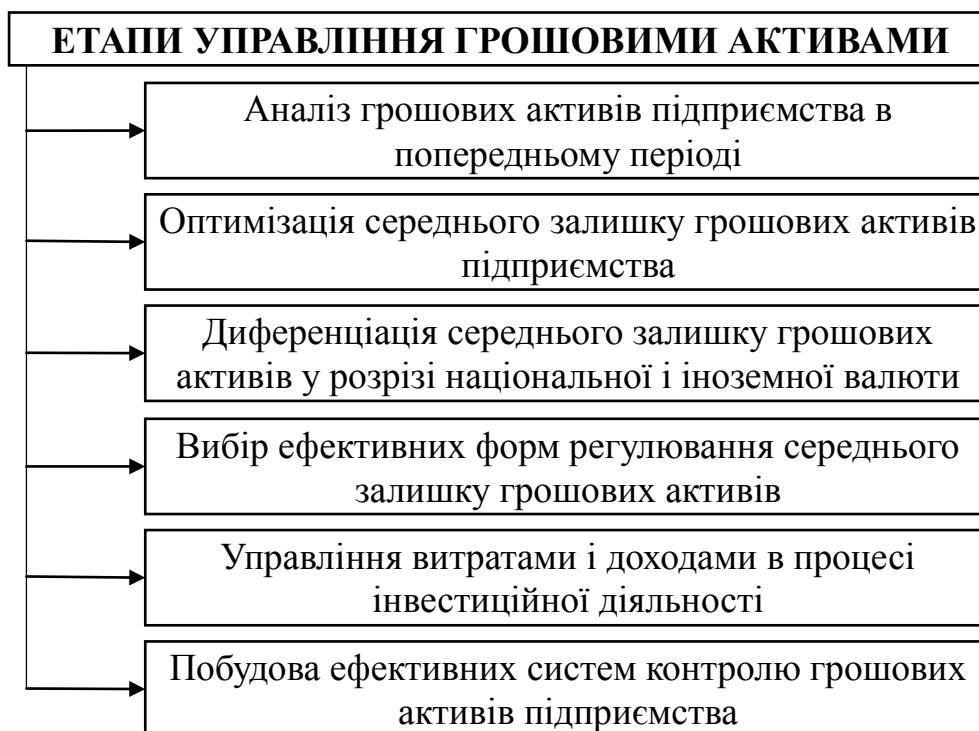 ЕТАПИ УПРАВЛІННЯ ГРОШОВИМИ АКТИВАМИ
Аналіз грошових активів підприємства в
попередньому періоді
Оптимізація середнього залишку грошових активів
підприємства
Диференціація середнього залишку грошових
активів у розрізі національної і іноземної валюти
Вибір ефективних форм регулювання середнього
залишку грошових активів
Управління витратами і доходами в процесі
інвестиційної діяльності
Побудова ефективних систем контролю грошових
активів підприємства